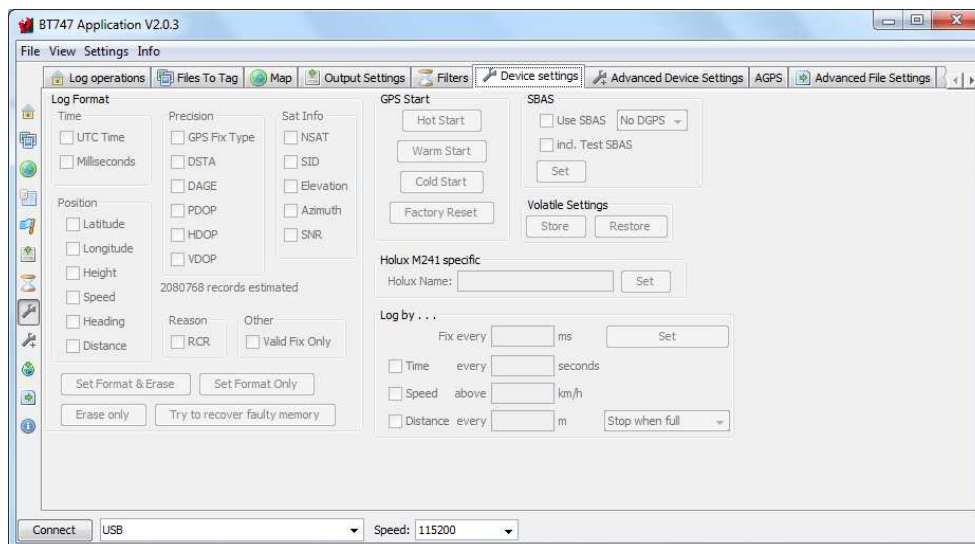 BT747 Application V2.0.3
File View Settings Info
Log operations Files To Tag Map Output Settings Filters Device settings Advanced Device Settings AGPS Advanced File Settings
Log Format
Time
UTC Time
Milliseconds
Position
Latitude
Longitude
Height
Speed
Heading
Distance
Precision
GPS Fix Type
DSTA
DAGE
PDOP
HDOP
VDOP
Sat Info
NSAT
SID
Elevation
Azimuth
SNR
2080768 records estimated
Reason
RCR
Other
Valid Fix Only
Set Format & Erase Set Format Only
Erase only Try to recover faulty memory
GPS Start
Hot Start
Warm Start
Cold Start
Factory Reset
SBAS
Use SBAS No DGPS
incl. Test SBAS
Set
Volatile Settings
Store Restore
Holux M241 specific
Holux Name: Set
Log by . . .
Fix every ms Set
Time every seconds
Speed above km/h
Distance every m Stop when full
Connect USB Speed: 115200